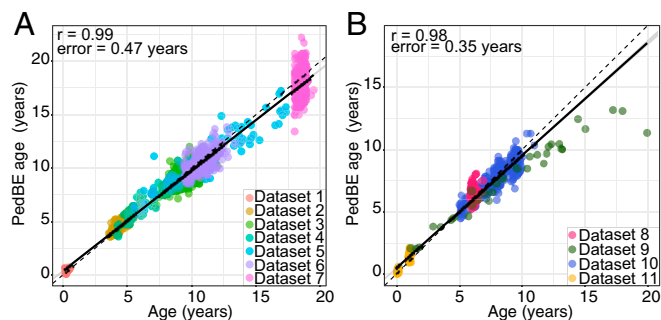 A
r = 0.99
error = 0.47 years
PedBE age (years)
20
15
10
5
0
0
5
10
15
20
Age (years)
Dataset 1
Dataset 2
Dataset 3
Dataset 4
Dataset 5
Dataset 6
Dataset 7
B
r = 0.98
error = 0.35 years
PedBE age (years)
15
10
5
0
0
5
10
15
20
Age (years)
Dataset 8
Dataset 9
Dataset 10
Dataset 11